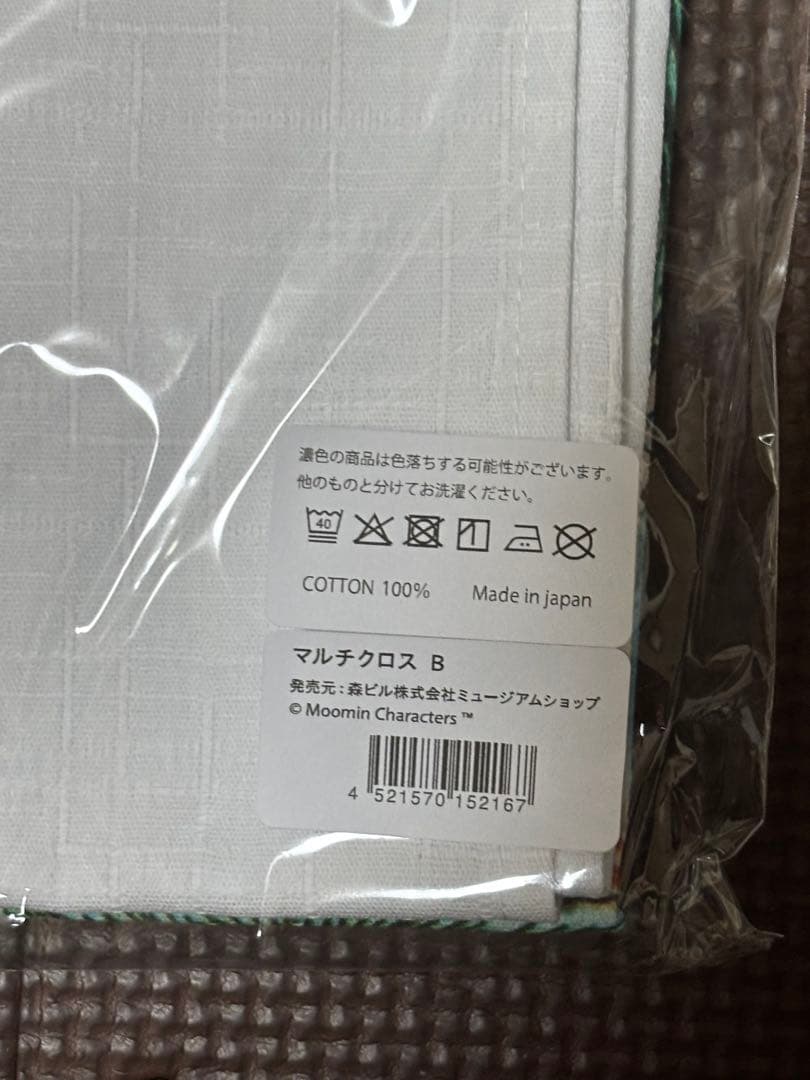 濃色の商品は色落ちする可能性がございます。
他のものと分けてお洗濯ください。
40
COTTON 100% Made in japan
マルチクロス B
発売元：森ビル株式会社ミュージアムショップ
© Moomin Characters ™
4 521570 152167